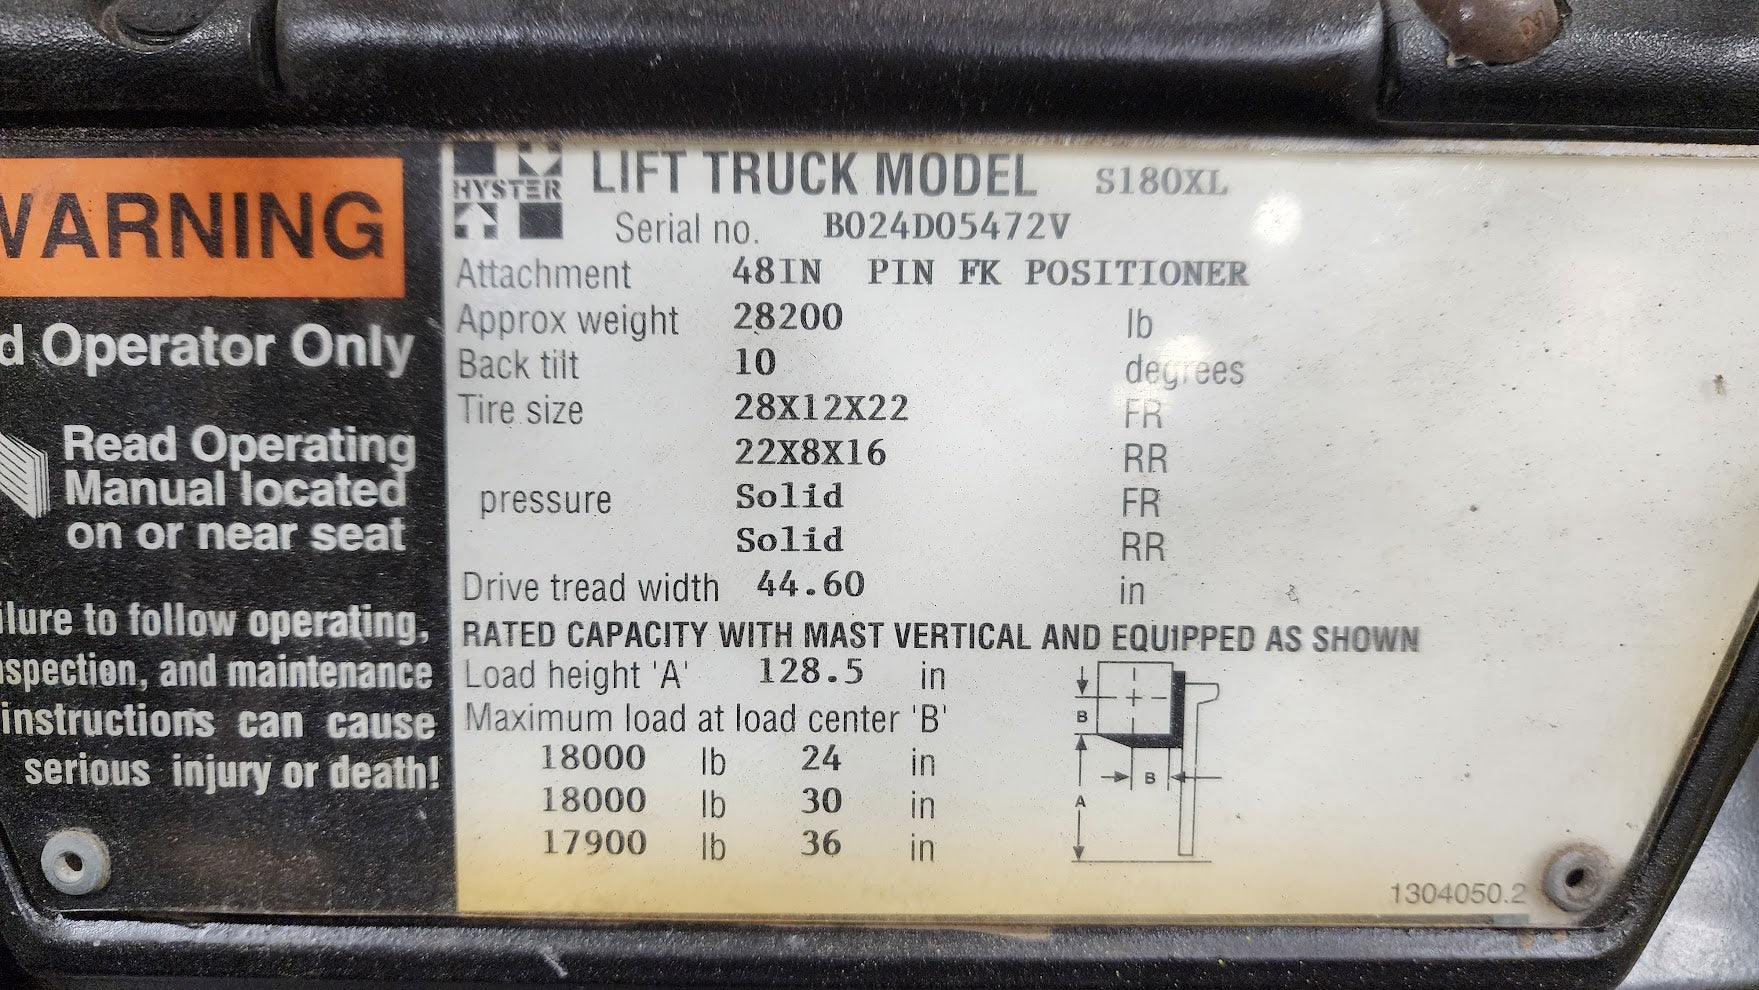 WARNING
d Operator Only
Read Operating
Manual located
on or near seat
ilure to follow operating,
spection, and maintenance
instructions can cause
serious injury or death!
HYSTER
LIFT TRUCK MODEL S180XL
Serial no. B024D05472V
Attachment 48IN PIN FK POSITIONER
Approx weight 28200 lb
Back tilt 10 degrees
Tire size 28X12X22 FR
22X8X16 RR
pressure Solid FR
Solid RR
Drive tread width 44.60 in
RATED CAPACITY WITH MAST VERTICAL AND EQUIPPED AS SHOWN
Load height 'A' 128.5 in
Maximum load at load center 'B'
18000 lb 24 in
18000 lb 30 in
17900 lb 36 in
B
B
A
1304050.2